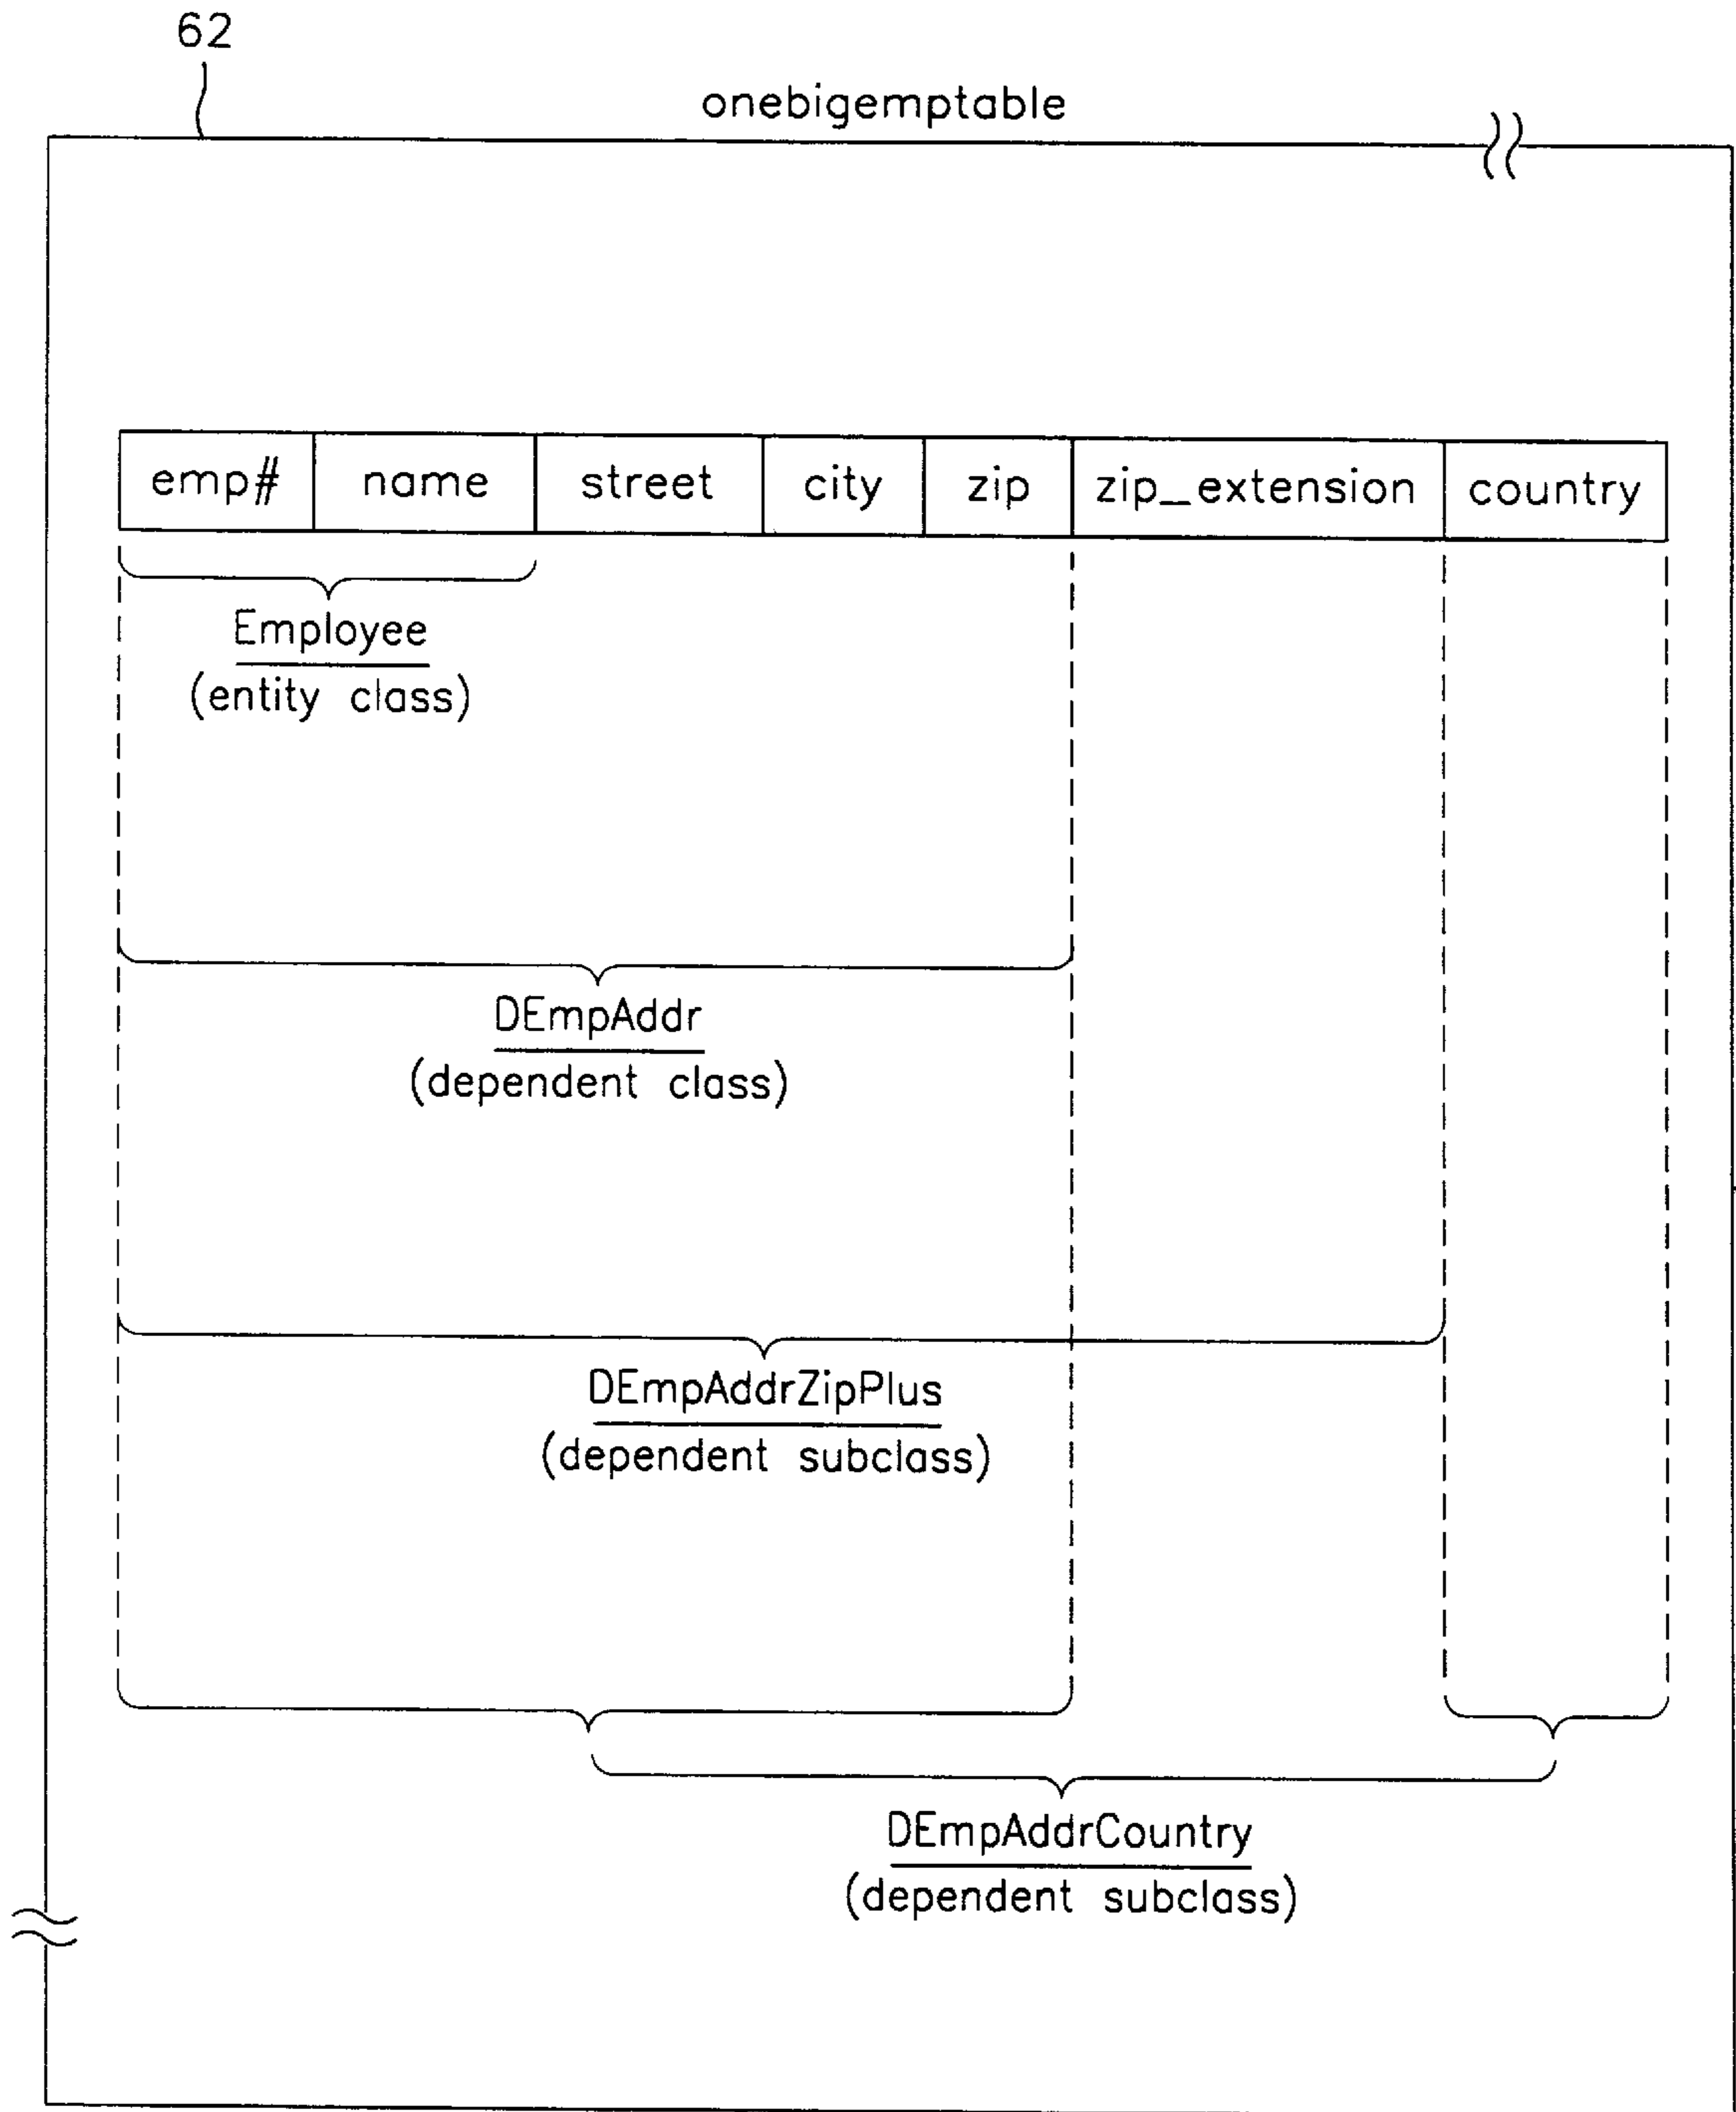 62
onebigemptable
emp# name street city zip zip_extension country
Employee
(entity class)
DEmpAddr
(dependent class)
DEmpAddrZipPlus
(dependent subclass)
DEmpAddrCountry
(dependent subclass)